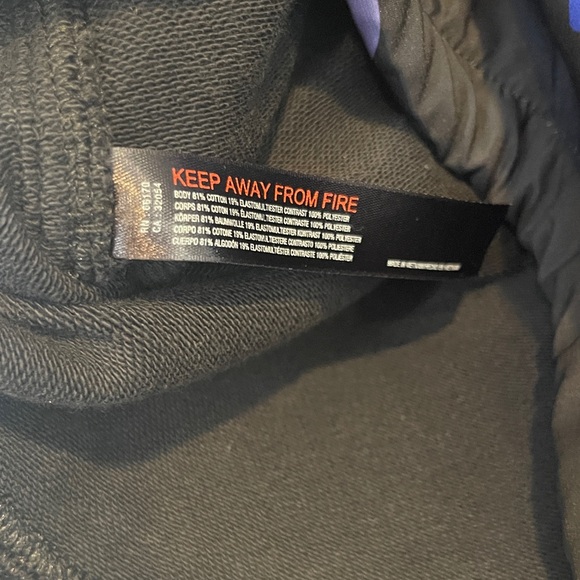 KEEP AWAY FROM FIRE
BODY 81% COTTON 19% ELASTOMULTIESTER CONTRAST 100% POLYESTER
CORPS 81% COTON 19% ELASTOMULTIESTER CONTRAST 100% POLYESTER
KÖRPER 81% BAUMWOLLE 19% ELASTOMULTIESTER KONTRAST 100% POLYESTER
CORPO 81% COTONE 19% ELASTOMULTIESTERE CONTRASTO 100% POLIESTERE
CUERPO 81% ALGODÓN 19% ELASTOMULTIÉSTER CONTRASTE 100% POLIÉSTER
CA 32054